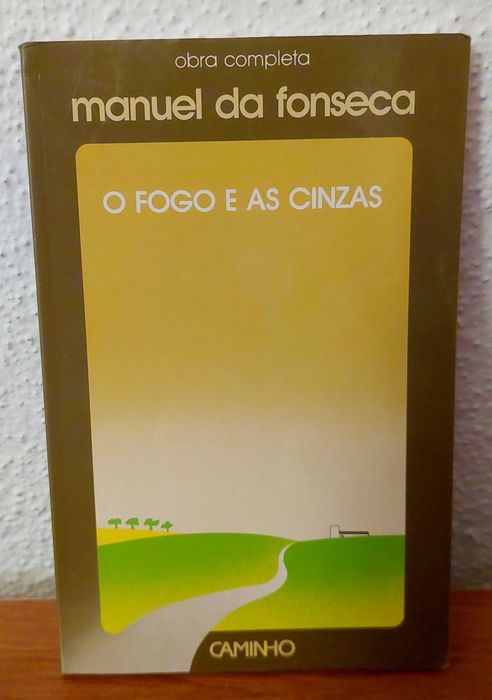 obra completa
manuel da fonseca
O FOGO E AS CINZAS
CAMINHO